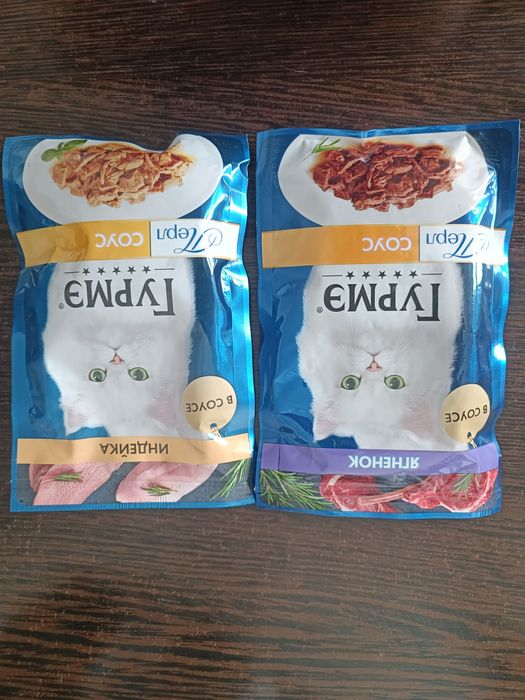 ИНДЕЙКА
В СОУСЕ
ГУРМЭ®
Перл
СОУС
ЯГНЕНОК
В СОУСЕ
ГУРМЭ®
Перл
СОУС